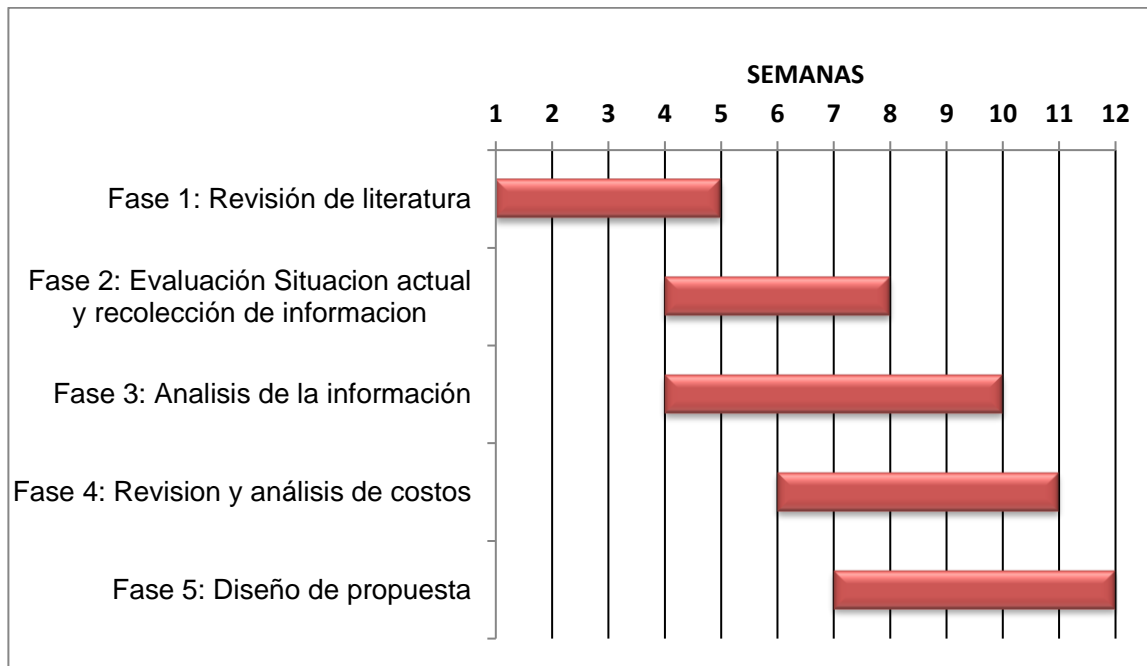 SEMANAS
1 2 3 4 5 6 7 8 9 10 11 12
Fase 1: Revisión de literatura
Fase 2: Evaluación Situacion actual
y recolección de informacion
Fase 3: Analisis de la información
Fase 4: Revision y análisis de costos
Fase 5: Diseño de propuesta